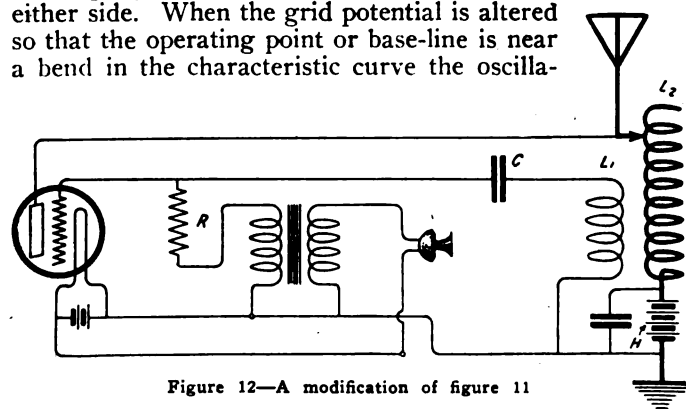 either side. When the grid potential is altered
so that the operating point or base-line is near
a bend in the characteristic curve the oscilla-
L2
C
L1
R
H
Figure 12—A modification of figure 11